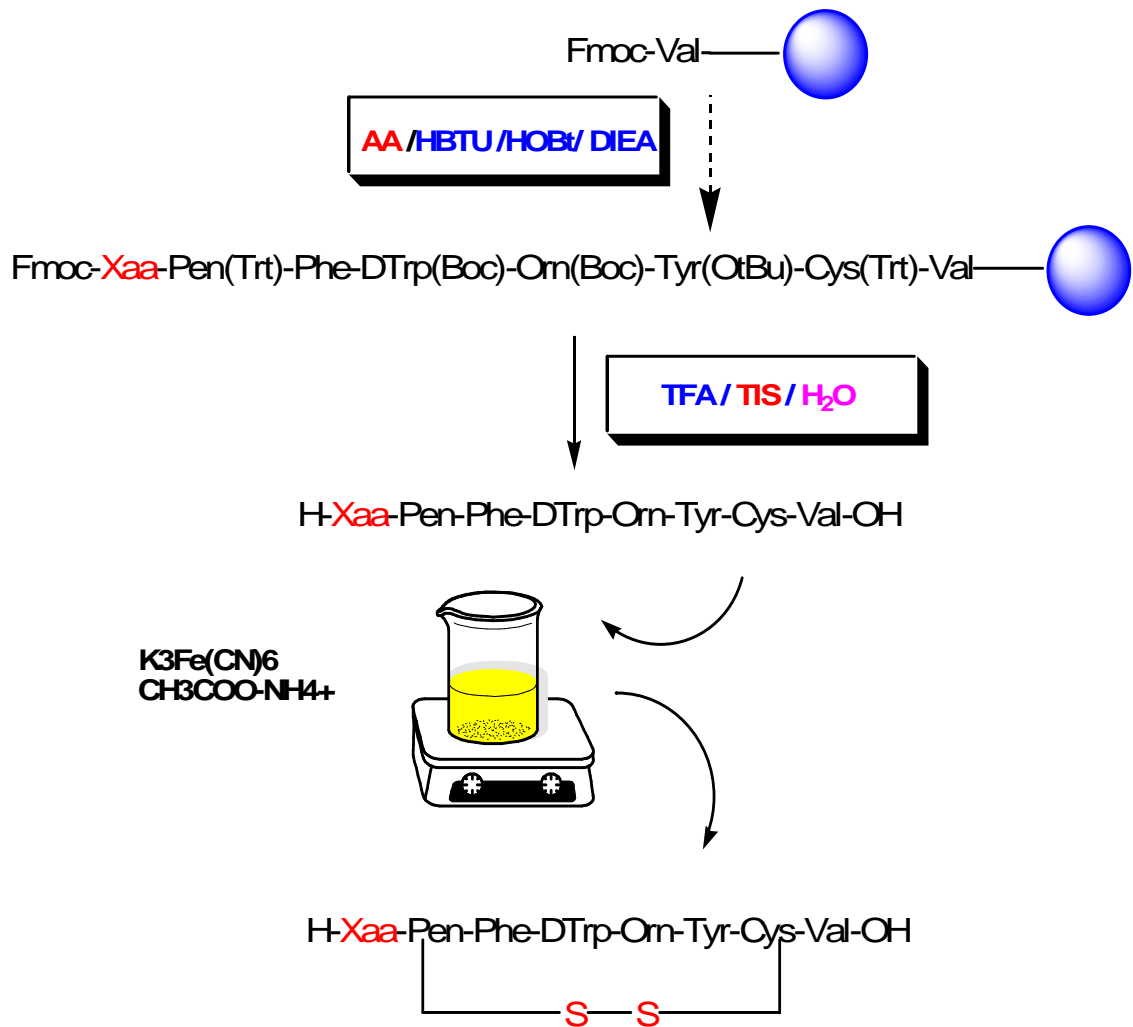 Fmoc-Val-
AA /HBTU /HOBt/ DIEA
Fmoc-Xaa-Pen(Trt)-Phe-DTrp(Boc)-Orn(Boc)-Tyr(OtBu)-Cys(Trt)-Val
TFA / TIS / H₂O
H-Xaa-Pen-Phe-DTrp-Orn-Tyr-Cys-Val-OH
K3Fe(CN)6
CH3COO-NH4+
H-Xaa-Pen-Phe-DTrp-Orn-Tyr-Cys-Val-OH
S S